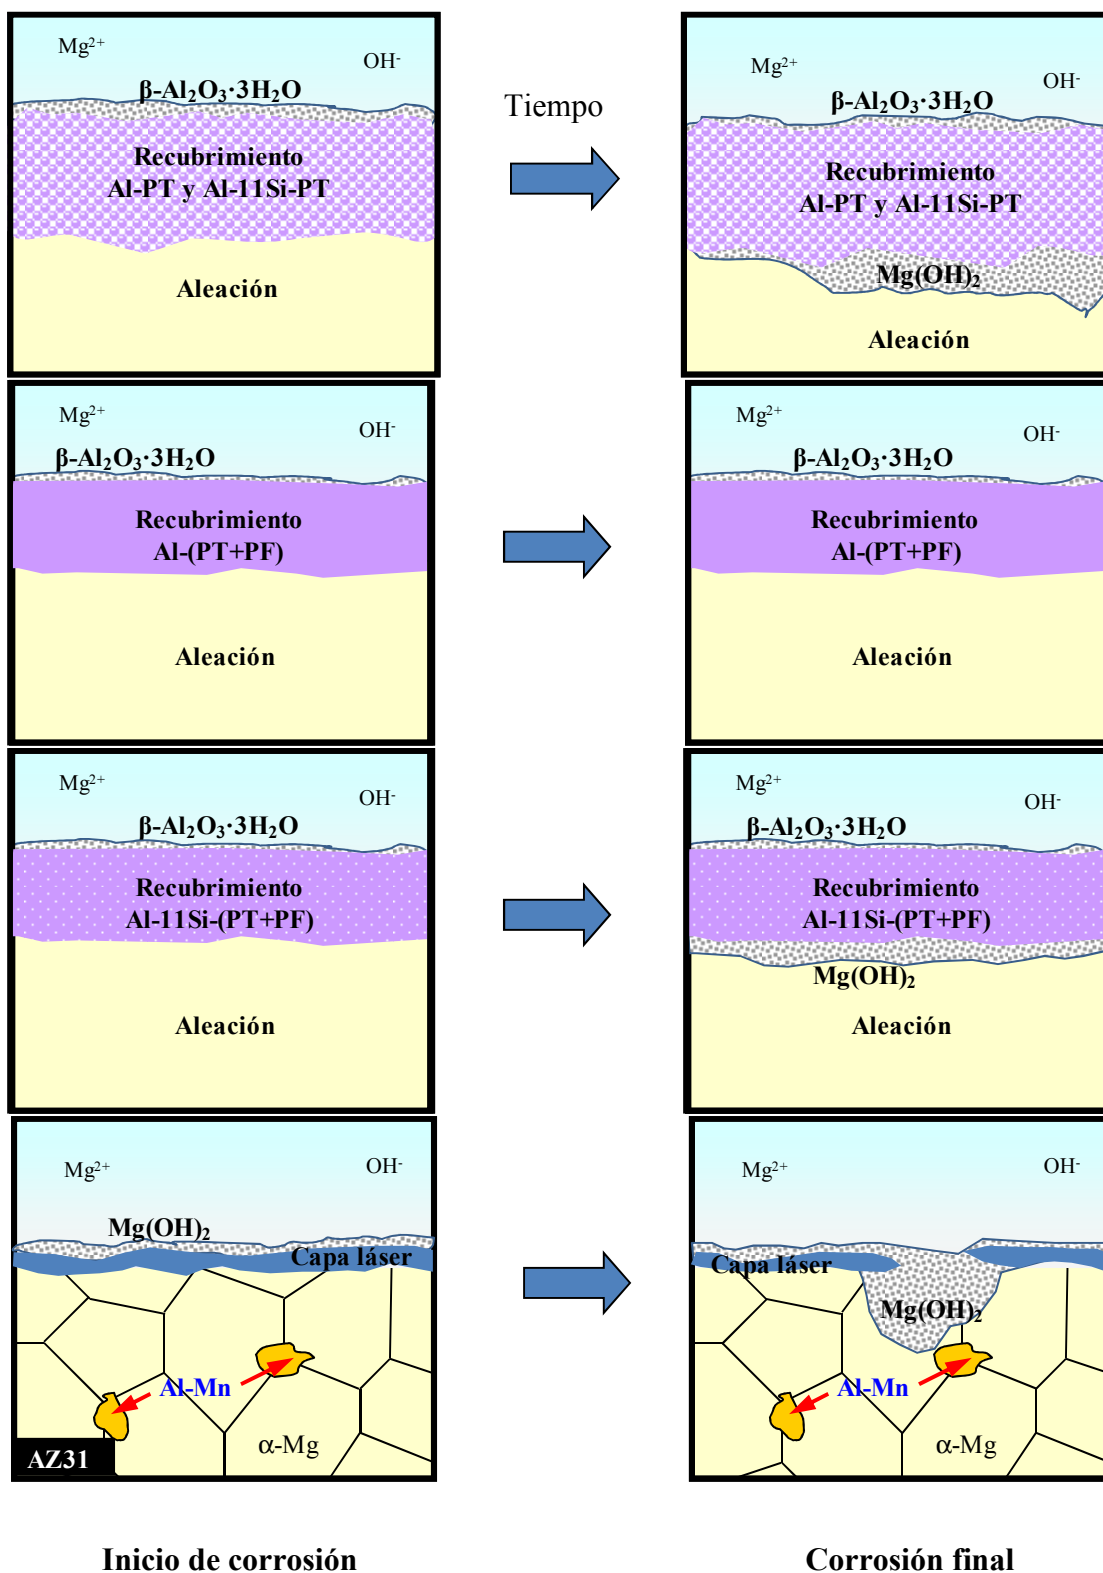 Mg²⁺
OH⁻
β-Al₂O₃·3H₂O
Recubrimiento
Al-PT y Al-11Si-PT
Aleación
Tiempo
Mg²⁺
OH⁻
β-Al₂O₃·3H₂O
Recubrimiento
Al-PT y Al-11Si-PT
Mg(OH)₂
Aleación
Mg²⁺
OH⁻
β-Al₂O₃·3H₂O
Recubrimiento
Al-(PT+PF)
Aleación
Mg²⁺
OH⁻
β-Al₂O₃·3H₂O
Recubrimiento
Al-(PT+PF)
Aleación
Mg²⁺
OH⁻
β-Al₂O₃·3H₂O
Recubrimiento
Al-11Si-(PT+PF)
Aleación
Mg²⁺
OH⁻
β-Al₂O₃·3H₂O
Recubrimiento
Al-11Si-(PT+PF)
Mg(OH)₂
Aleación
Mg²⁺
OH⁻
Mg(OH)₂
Capa láser
Al-Mn
α-Mg
AZ31
Mg²⁺
OH⁻
Capa láser
Mg(OH)₂
Al-Mn
α-Mg
Inicio de corrosión
Corrosión final